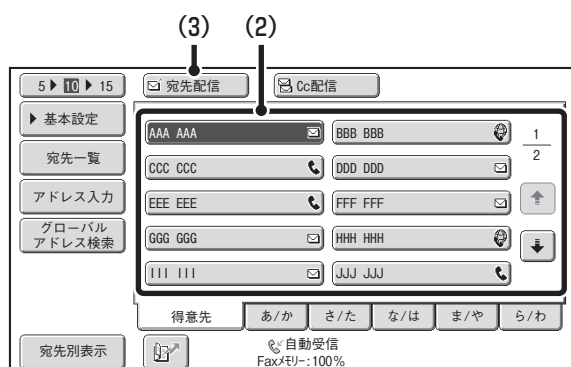 (3) (2)
5 10 15
宛先配信
Cc配信
基本設定
宛先一覧
アドレス入力
グローバル
アドレス検索
AAA AAA
BBB BBB
CCC CCC
DDD DDD
EEE EEE
FFF FFF
GGG GGG
HHH HHH
III III
JJJ JJJ
1
2
得意先
あ/か
さ/た
な/は
ま/や
ら/わ
宛先別表示
自動受信
Faxメモリー:100%